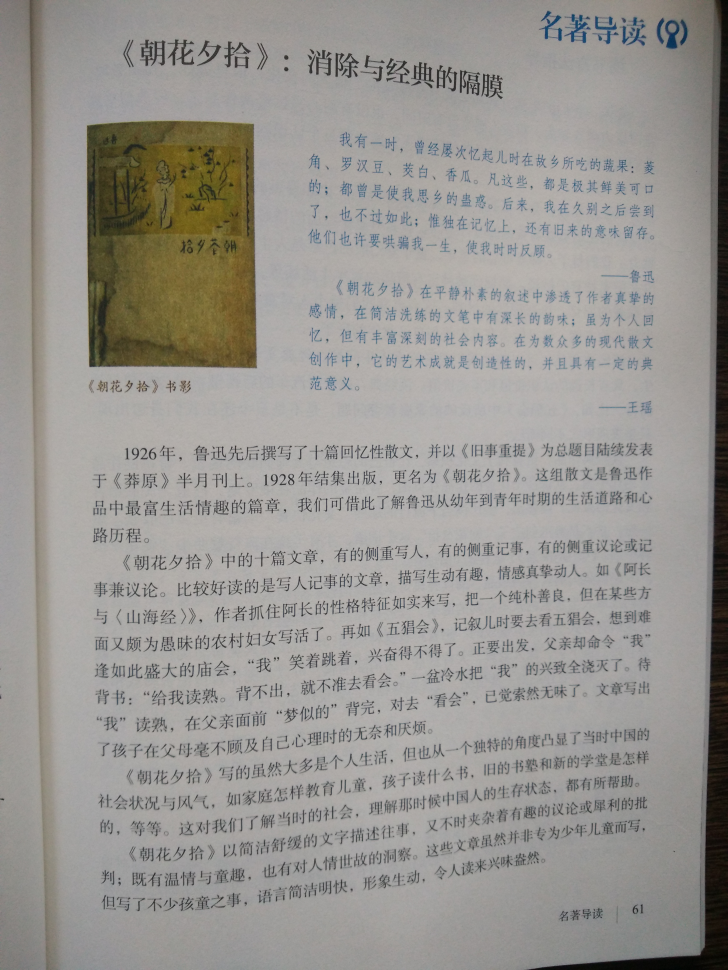 名著导读
《朝花夕拾》：消除与经典的隔膜
拾夕花朝
《朝花夕拾》书影
我有一时，曾经屡次忆起儿时在故乡所吃的蔬果：菱
角、罗汉豆、茭白、香瓜。凡这些，都是极其鲜美可口
的；都曾是使我思乡的蛊惑。后来，我在久别之后尝到
了，也不过如此；惟独在记忆上，还有旧来的意味留存。
他们也许要哄骗我一生，使我时时反顾。
——鲁迅
《朝花夕拾》在平静朴素的叙述中渗透了作者真挚的
感情，在简洁洗练的文笔中有深长的韵味；虽为个人回
忆，但有丰富深刻的社会内容。在为数众多的现代散文
创作中，它的艺术成就是创造性的，并且具有一定的典
范意义。
——王瑶
1926年，鲁迅先后撰写了十篇回忆性散文，并以《旧事重提》为总题目陆续发表
于《莽原》半月刊上。1928年结集出版，更名为《朝花夕拾》。这组散文是鲁迅作
品中最富生活情趣的篇章，我们可借此了解鲁迅从幼年到青年时期的生活道路和心
路历程。
《朝花夕拾》中的十篇文章，有的侧重写人，有的侧重记事，有的侧重议论或记
事兼议论。比较好读的是写人记事的文章，描写生动有趣，情感真挚动人。如《阿长
与〈山海经〉》，作者抓住阿长的性格特征如实来写，把一个纯朴善良，但在某些方
面又颇为愚昧的农村妇女写活了。再如《五猖会》，记叙儿时要去看五猖会，想到难
逢如此盛大的庙会，“我”笑着跳着，兴奋得不得了。正要出发，父亲却命令“我”
背书：“给我读熟。背不出，就不准去看会。”一盆冷水把“我”的兴致全浇灭了。待
“我”读熟，在父亲面前“梦似的”背完，对去“看会”，已觉索然无味了。文章写出
了孩子在父母毫不顾及自己心理时的无奈和厌烦。
《朝花夕拾》写的虽然大多是个人生活，但也从一个独特的角度凸显了当时中国的
社会状况与风气，如家庭怎样教育儿童，孩子读什么书，旧的书塾和新的学堂是怎样
的，等等。这对我们了解当时的社会，理解那时候中国人的生存状态，都有所帮助。
《朝花夕拾》以简洁舒缓的文字描述往事，又不时夹杂着有趣的议论或犀利的批
判；既有温情与童趣，也有对人情世故的洞察。这些文章虽然并非专为少年儿童而写，
但写了不少孩童之事，语言简洁明快，形象生动，令人读来兴味盎然。
名著导读 61